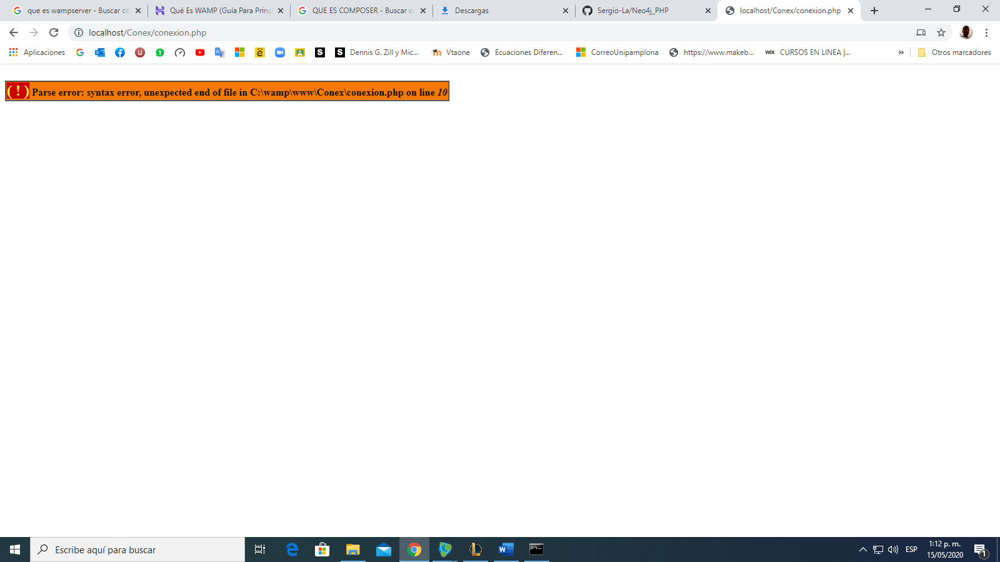 que es wampserver - Buscar co
Qué Es WAMP (Guía Para Princ
QUE ES COMPOSER - Buscar co
Descargas
Sergio-La/Neo4j_PHP
localhost/Conex/conexion.php
localhost/Conex/conexion.php
Aplicaciones
Dennis G. Zill y Mic...
Vtaone
Ecuaciones Diferen...
CorreoUnipamplona
https://www.makeb...
WIX
CURSOS EN LINEA |...
»
Otros marcadores
( ! ) Parse error: syntax error, unexpected end of file in C:\wamp\www\Conex\conexion.php on line 10
Escribe aquí para buscar
ESP
1:12 p. m.
15/05/2020
1